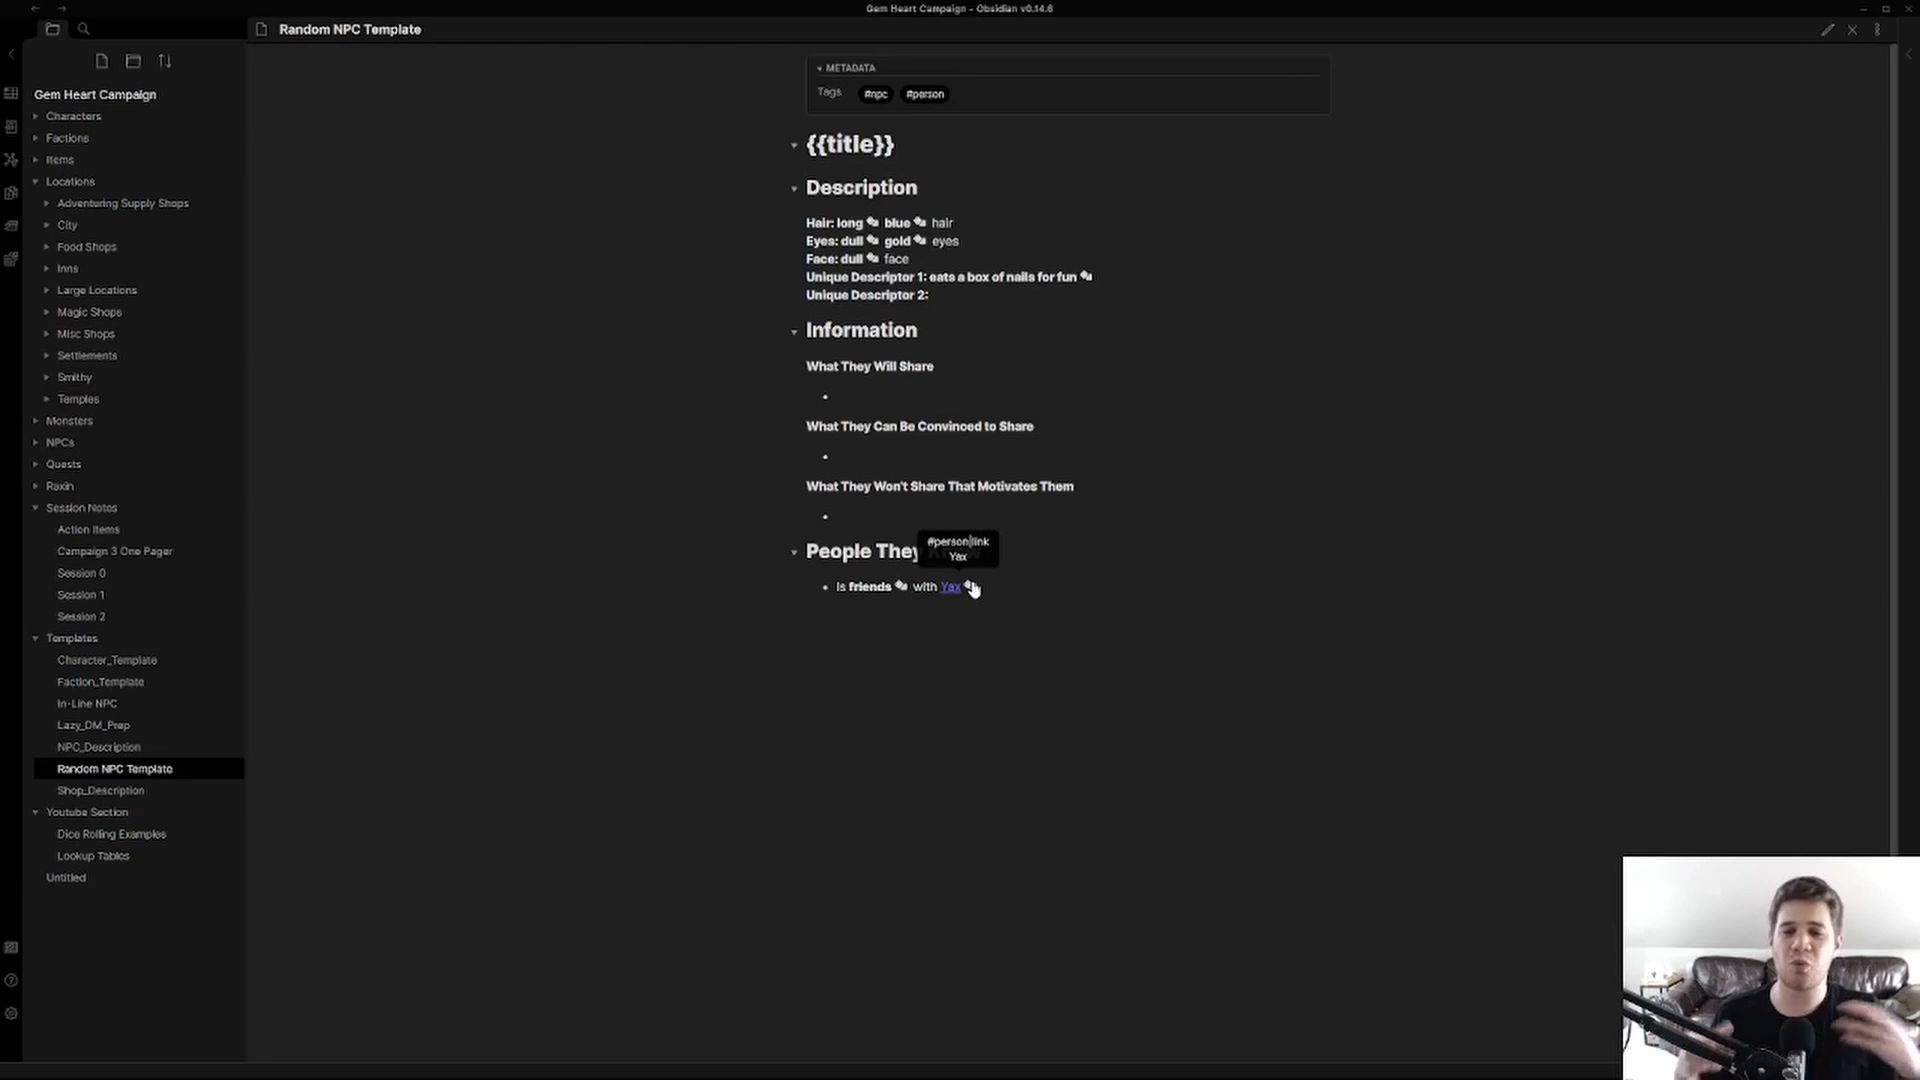 Gem Heart Campaign - Obsidian v0.14.6
Random NPC Template
Gem Heart Campaign
Characters
Factions
Items
Locations
Adventuring Supply Shops
City
Food Shops
Inns
Large Locations
Magic Shops
Misc Shops
Settlements
Smithy
Temples
Monsters
NPCs
Quests
Raxin
Session Notes
Action Items
Campaign 3 One Pager
Session 0
Session 1
Session 2
Templates
Character_Template
Faction_Template
In-Line NPC
Lazy_DM_Prep
NPC_Description
Random NPC Template
Shop_Description
Youtube Section
Dice Rolling Examples
Lookup Tables
Untitled
METADATA
Tags #npc #person
{{title}}
Description
Hair: long blue hair
Eyes: dull gold eyes
Face: dull face
Unique Descriptor 1: eats a box of nails for fun
Unique Descriptor 2:
Information
What They Will Share
What They Can Be Convinced to Share
What They Won't Share That Motivates Them
#person|link
Yax
People They
Is friends with Yax